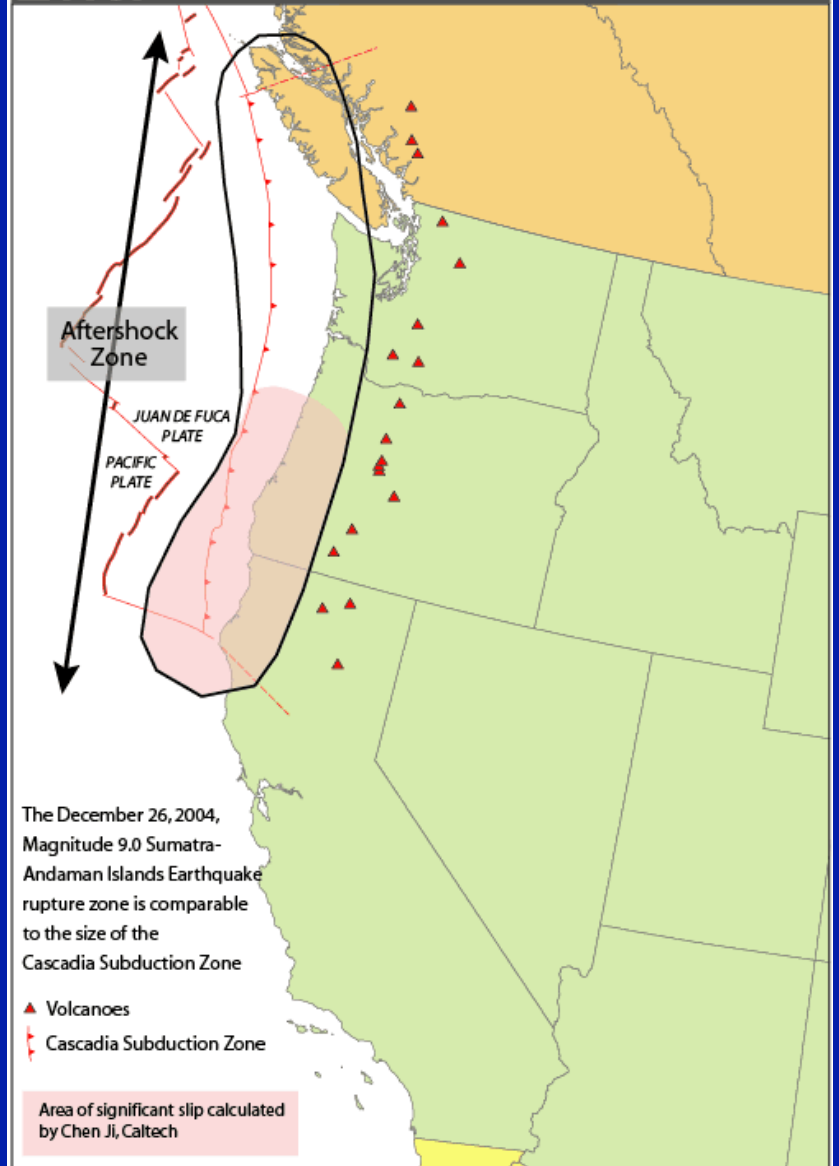 Aftershock
Zone
JUAN DE FUCA
PLATE
PACIFIC
PLATE
The December 26, 2004,
Magnitude 9.0 Sumatra-
Andaman Islands Earthquake
rupture zone is comparable
to the size of the
Cascadia Subduction Zone
Volcanoes
Cascadia Subduction Zone
Area of significant slip calculated
by Chen Ji, Caltech